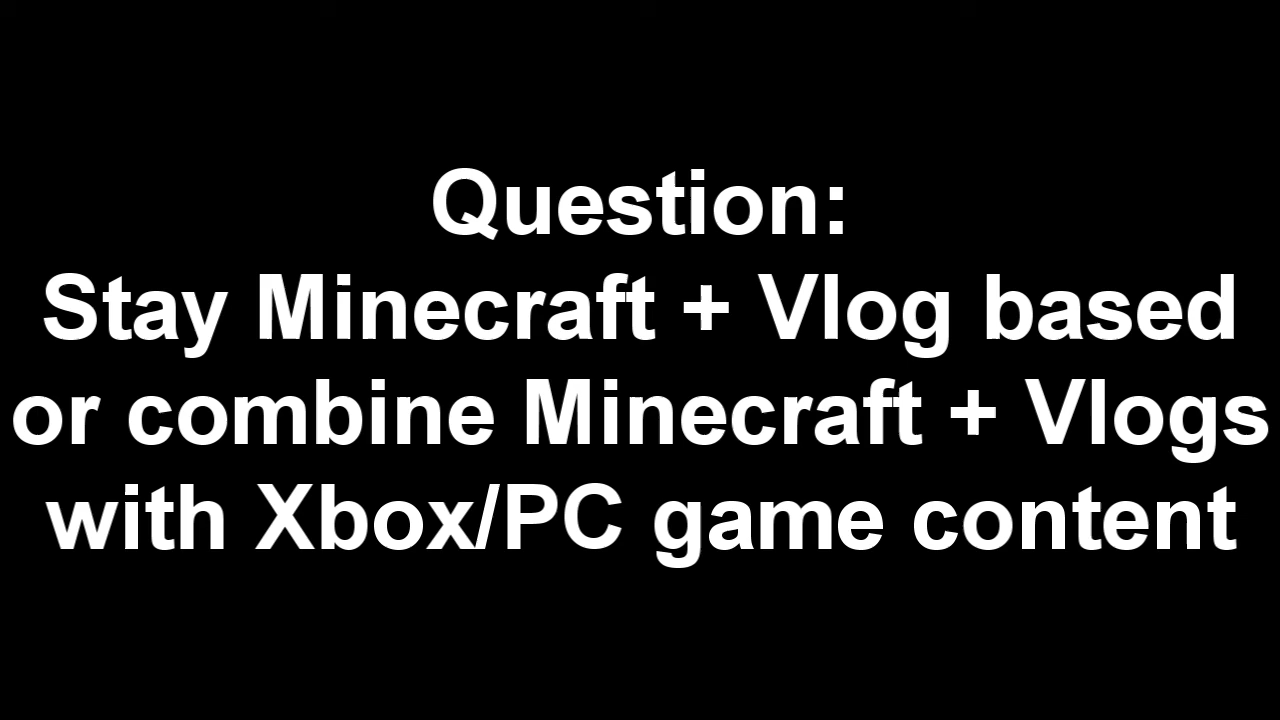 Question:
Stay Minecraft + Vlog based
or combine Minecraft + Vlogs
with Xbox/PC game content